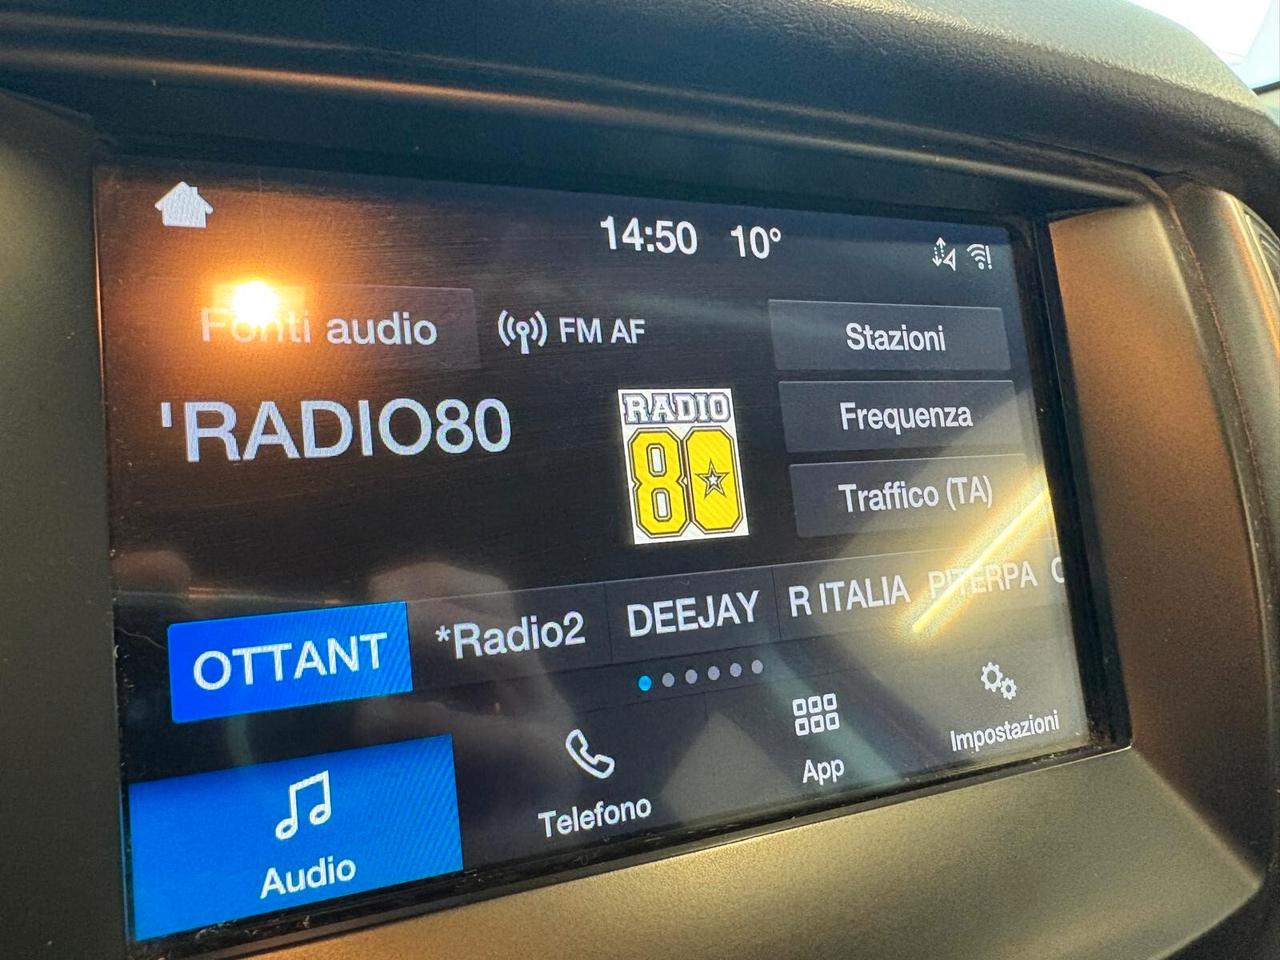 14:50 10°
Fonti audio FM AF Stazioni
'RADIO80
RADIO
80
Frequenza
Traffico (TA)
OTTANT *Radio2 DEEJAY R ITALIA PITERPA
Audio Telefono App Impostazioni